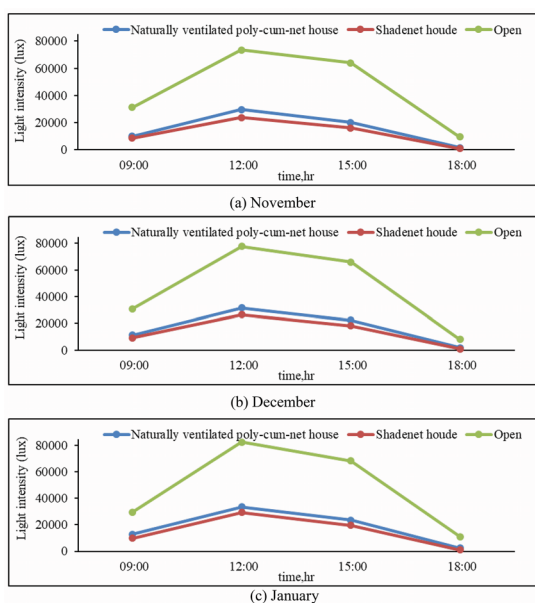 Naturally ventilated poly-cum-net house Shadenet houde Open
Light intensity (lux)
80000
60000
40000
20000
0
09:00 12:00 15:00 18:00
time,hr
(a) November
Naturally ventilated poly-cum-net house Shadenet houde Open
Light intensity (lux)
80000
60000
40000
20000
0
09:00 12:00 15:00 18:00
time,hr
(b) December
Naturally ventilated poly-cum-net house Shadenet houde Open
Light intensity (lux)
80000
60000
40000
20000
0
09:00 12:00 15:00 18:00
time,hr
(c) January